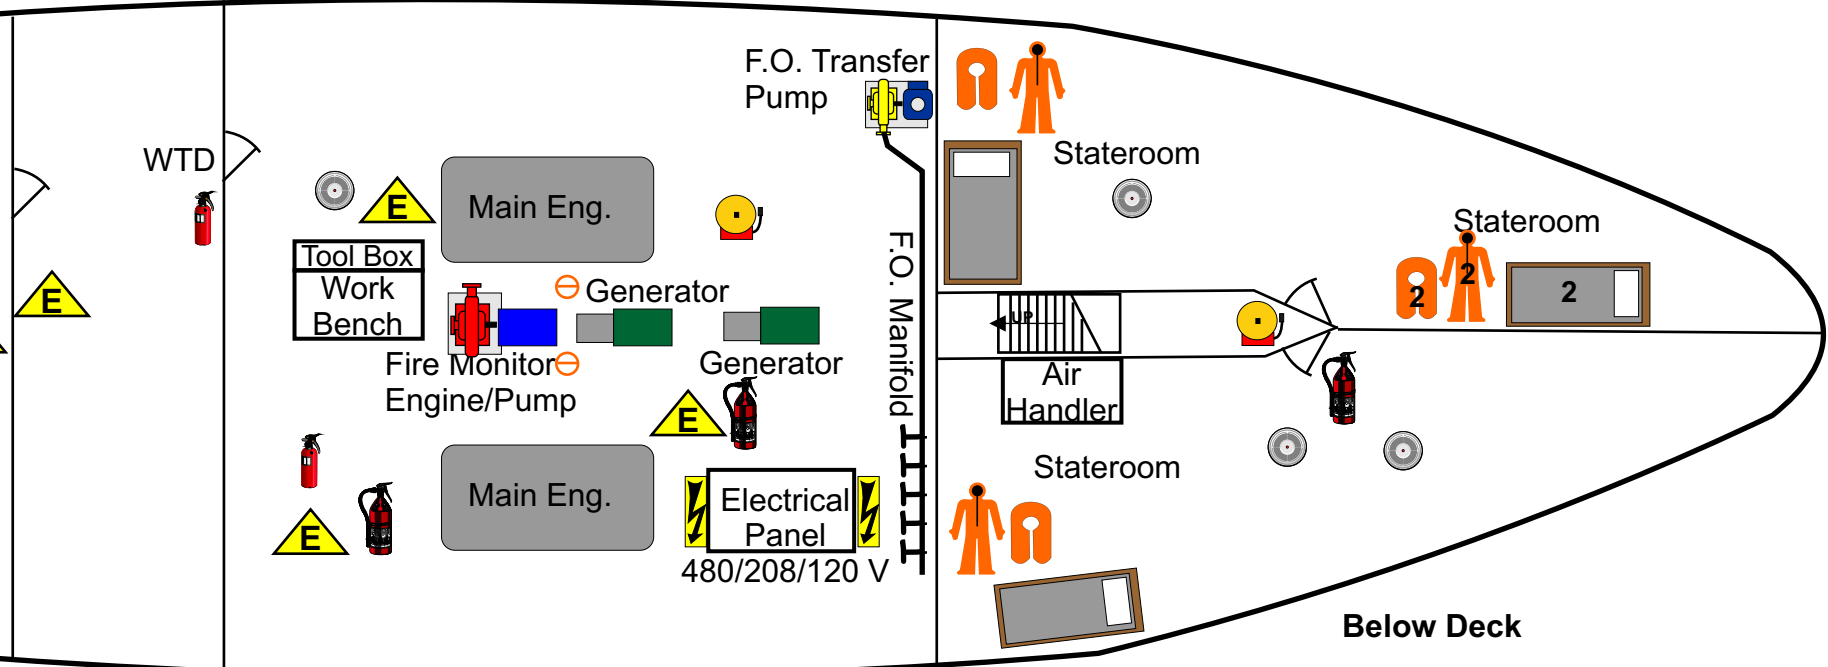 F.O. Transfer
Pump
WTD
Stateroom
E
Main Eng.
Stateroom
Tool Box
Work
Bench
E
Generator
F.O. Manifold
UP
2
2
2
Fire Monitor
Engine/Pump
Generator
Air
Handler
E
Stateroom
Main Eng.
Electrical
Panel
E
480/208/120 V
Below Deck